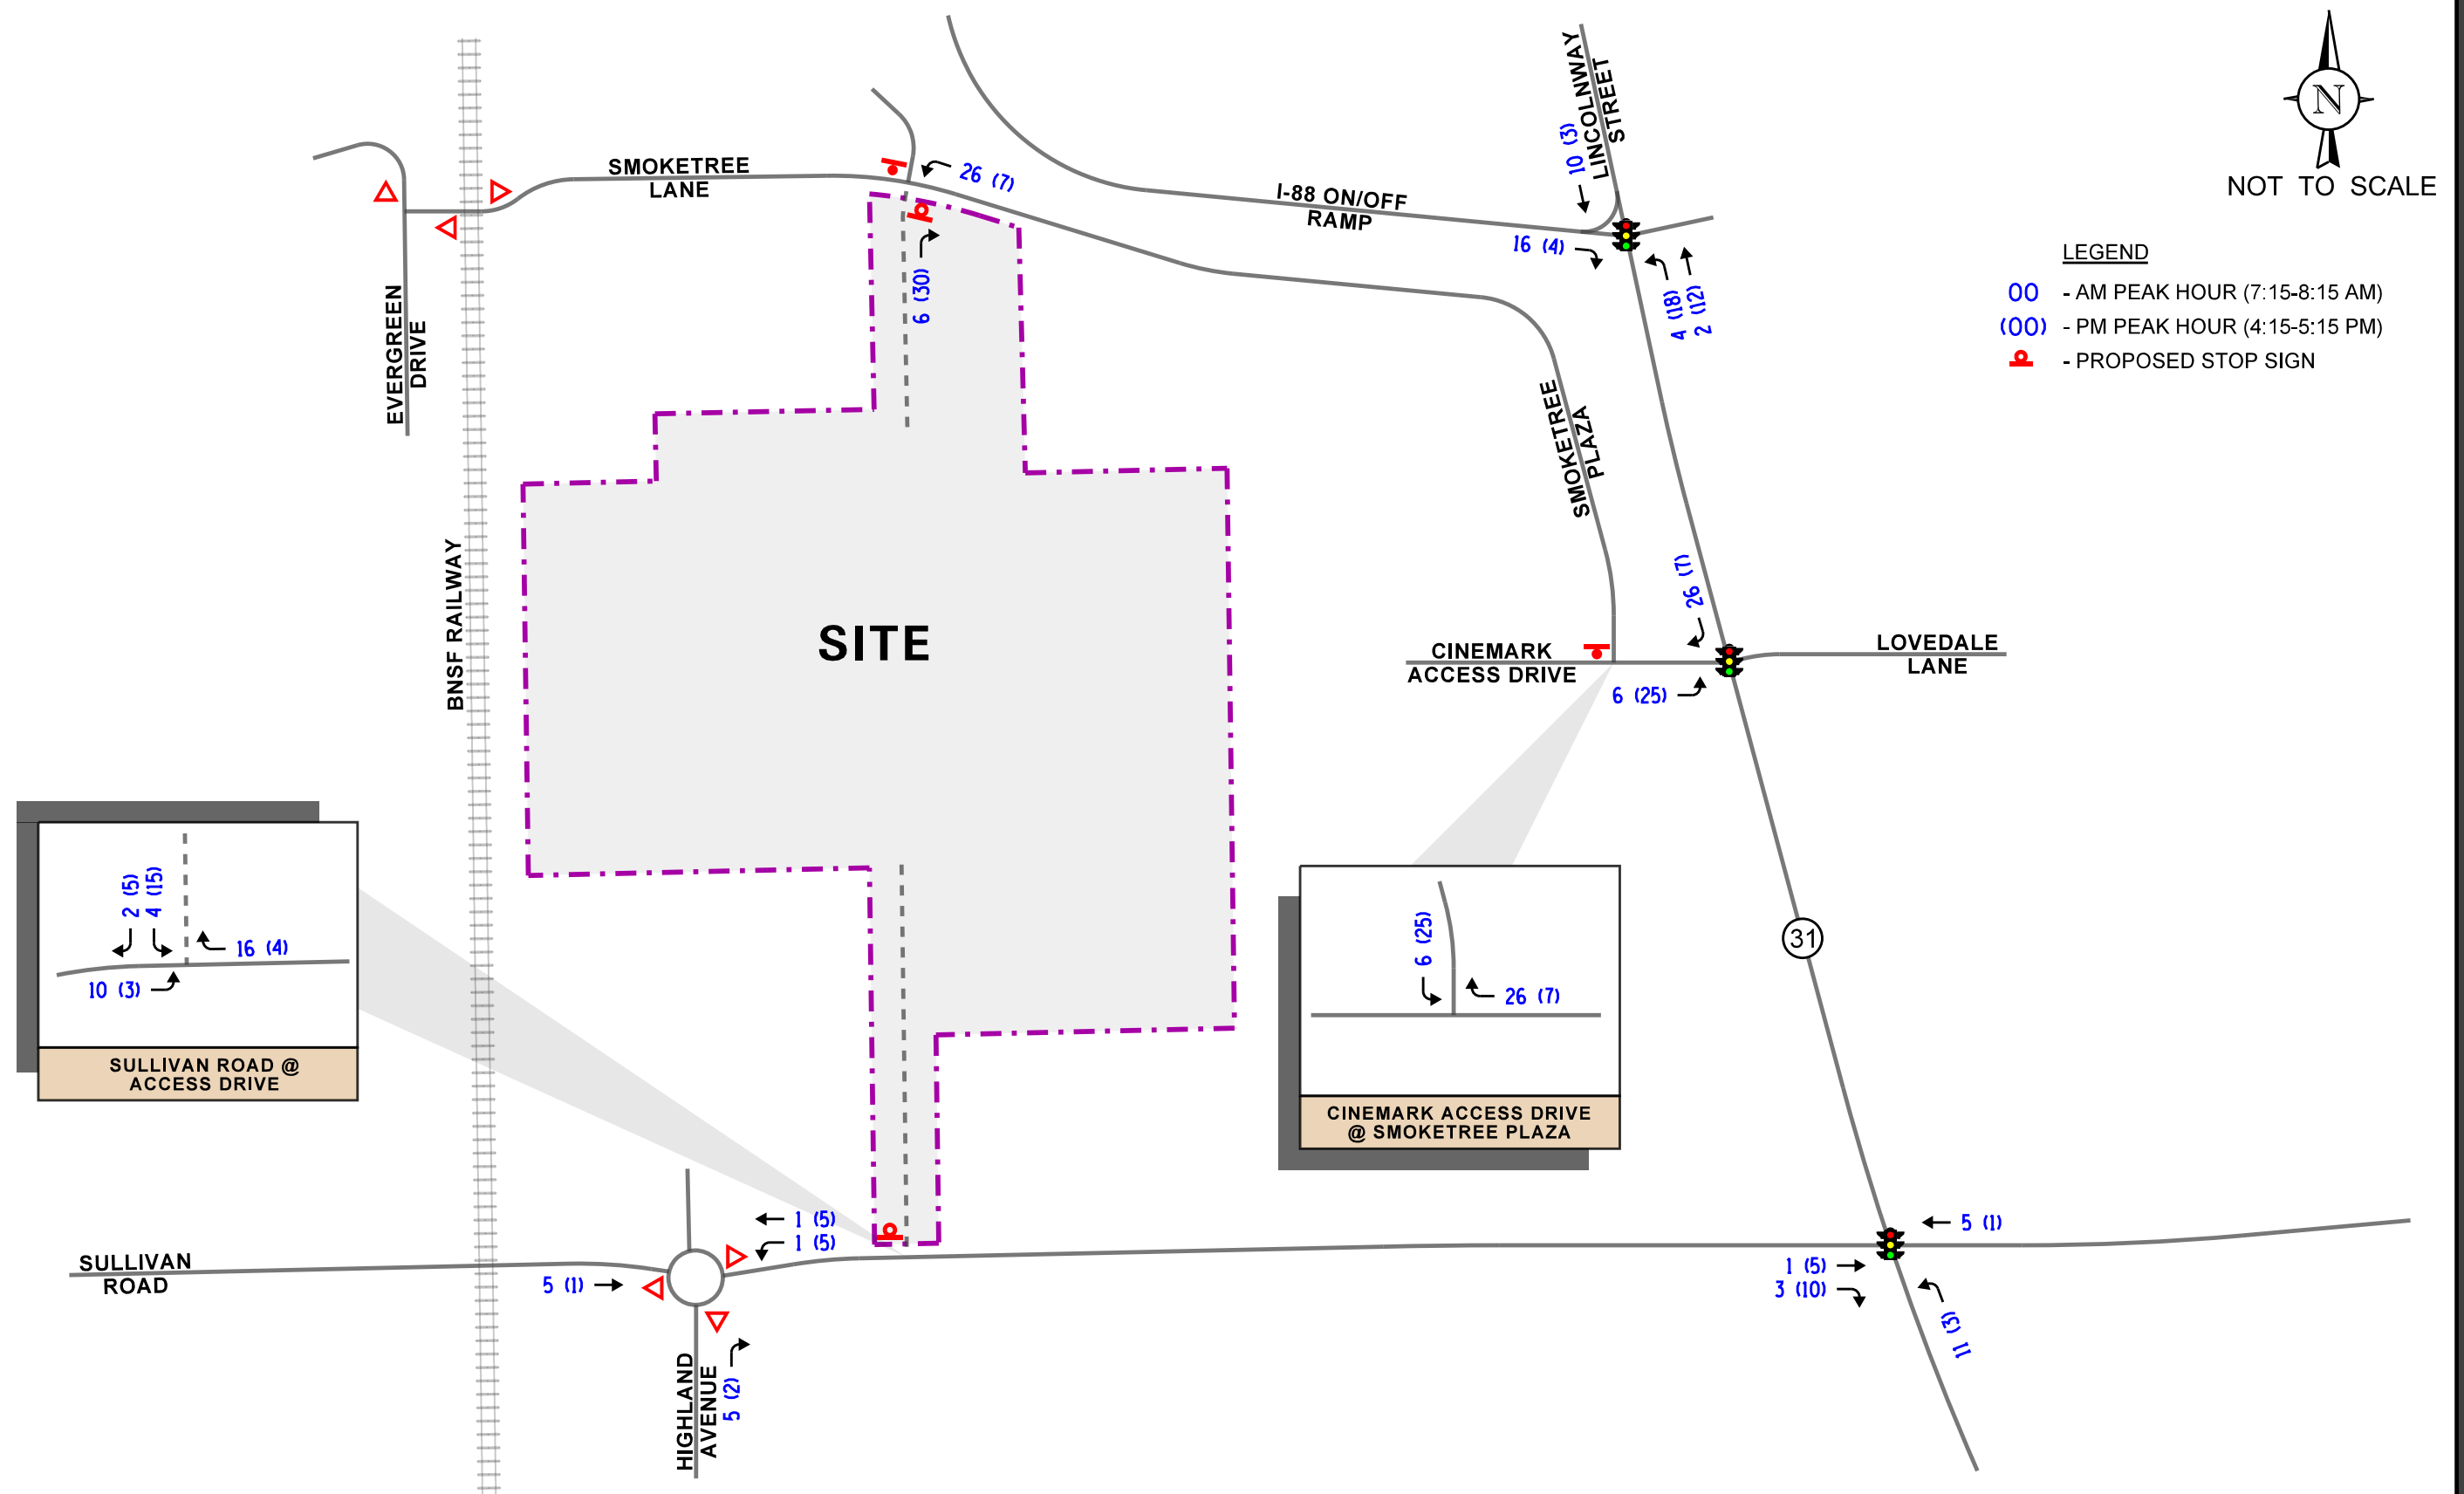 LINCOLNWAY
STREET
10 (3)
N
NOT TO SCALE
SMOKETREE
LANE
26 (7)
I-88 ON/OFF
RAMP
16 (4)
4 (18)
2 (12)
LEGEND
00 - AM PEAK HOUR (7:15-8:15 AM)
(00) - PM PEAK HOUR (4:15-5:15 PM)
- PROPOSED STOP SIGN
6 (30)
EVERGREEN
DRIVE
SMOKETREE
PLAZA
BNSF RAILWAY
SITE
26 (7)
CINEMARK
ACCESS DRIVE
LOVEDALE
LANE
6 (25)
2 (5)
4 (15)
16 (4)
10 (3)
SULLIVAN ROAD @
ACCESS DRIVE
6 (25)
26 (7)
CINEMARK ACCESS DRIVE
@ SMOKETREE PLAZA
31
1 (5)
1 (5)
SULLIVAN
ROAD
5 (1)
HIGHLAND
AVENUE
5 (2)
5 (1)
1 (5)
3 (10)
11 (3)